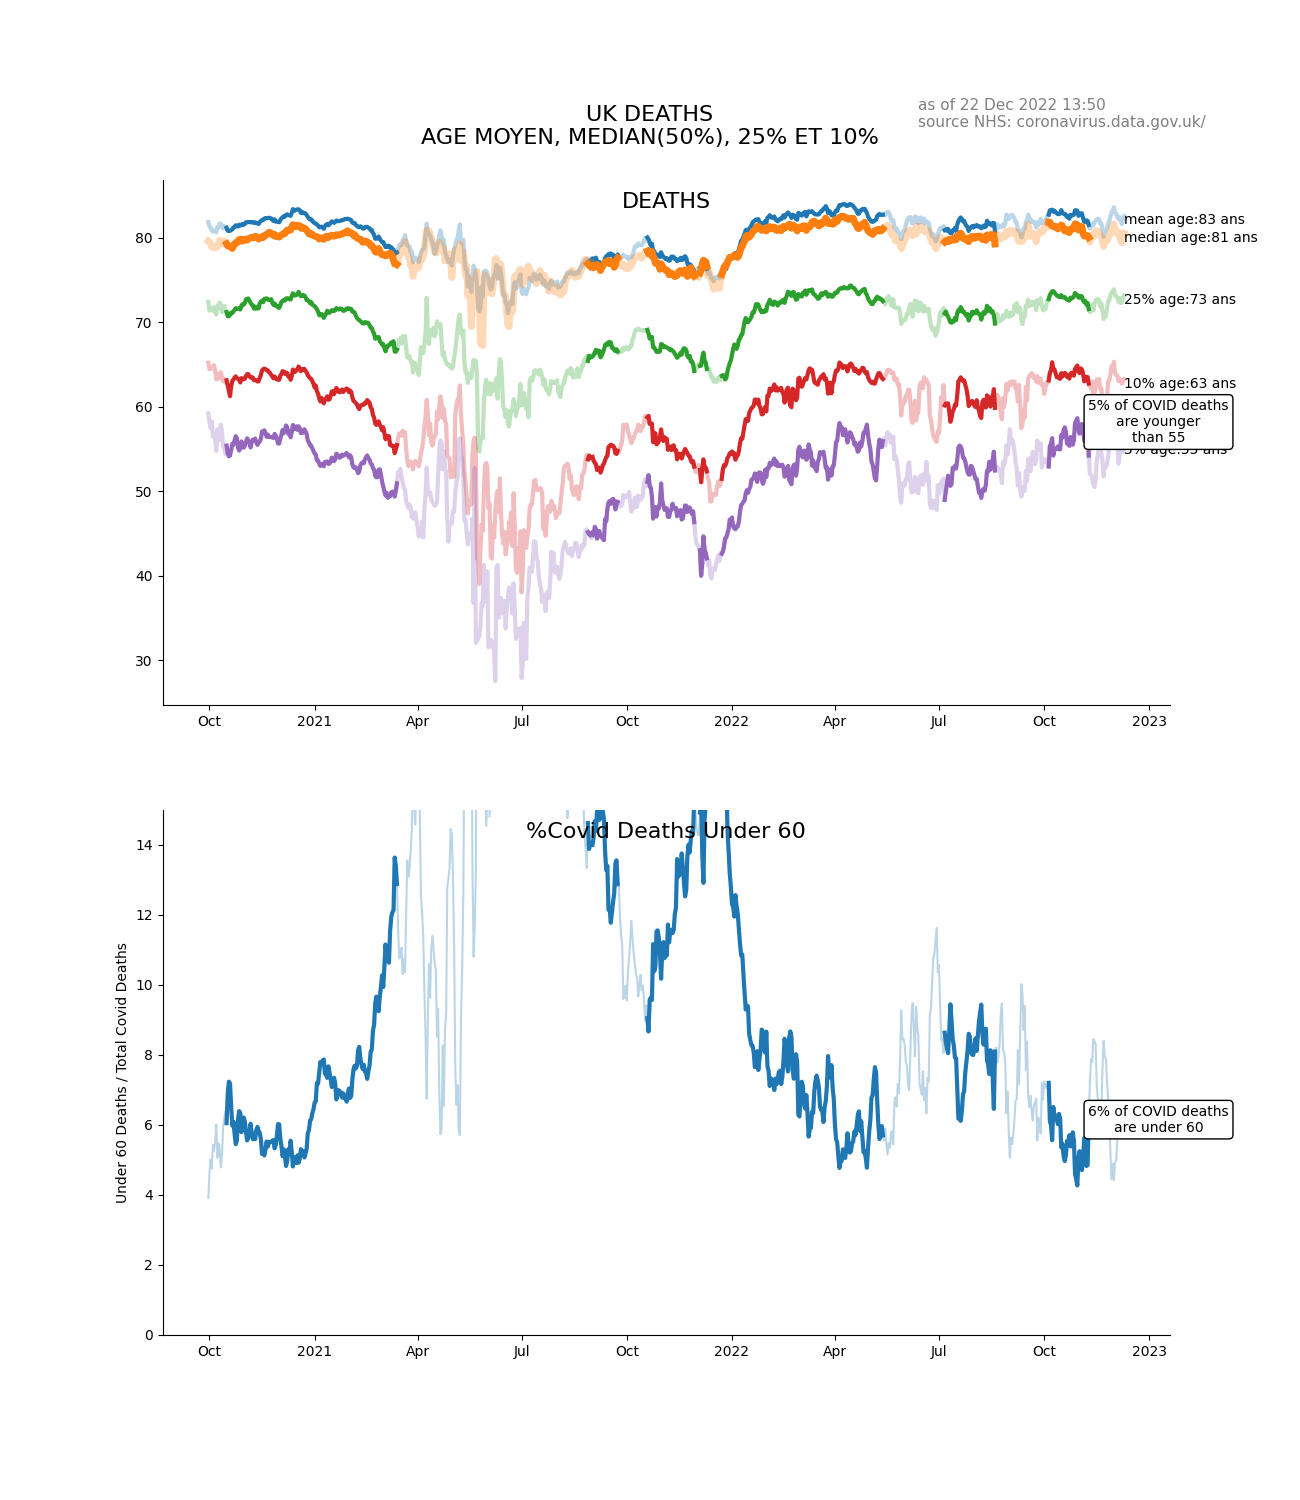 UK DEATHS
AGE MOYEN, MEDIAN(50%), 25% ET 10%
as of 22 Dec 2022 13:50
source NHS: coronavirus.data.gov.uk/
DEATHS
80
70
60
50
40
30
mean age:83 ans
median age:81 ans
25% age:73 ans
10% age:63 ans
5% of COVID deaths
are younger
than 55
5% age:55 ans
Oct
2021
Apr
Jul
Oct
2022
Apr
Jul
Oct
2023
%Covid Deaths Under 60
Under 60 Deaths / Total Covid Deaths
14
12
10
8
6
4
2
0
6% of COVID deaths
are under 60
Oct
2021
Apr
Jul
Oct
2022
Apr
Jul
Oct
2023